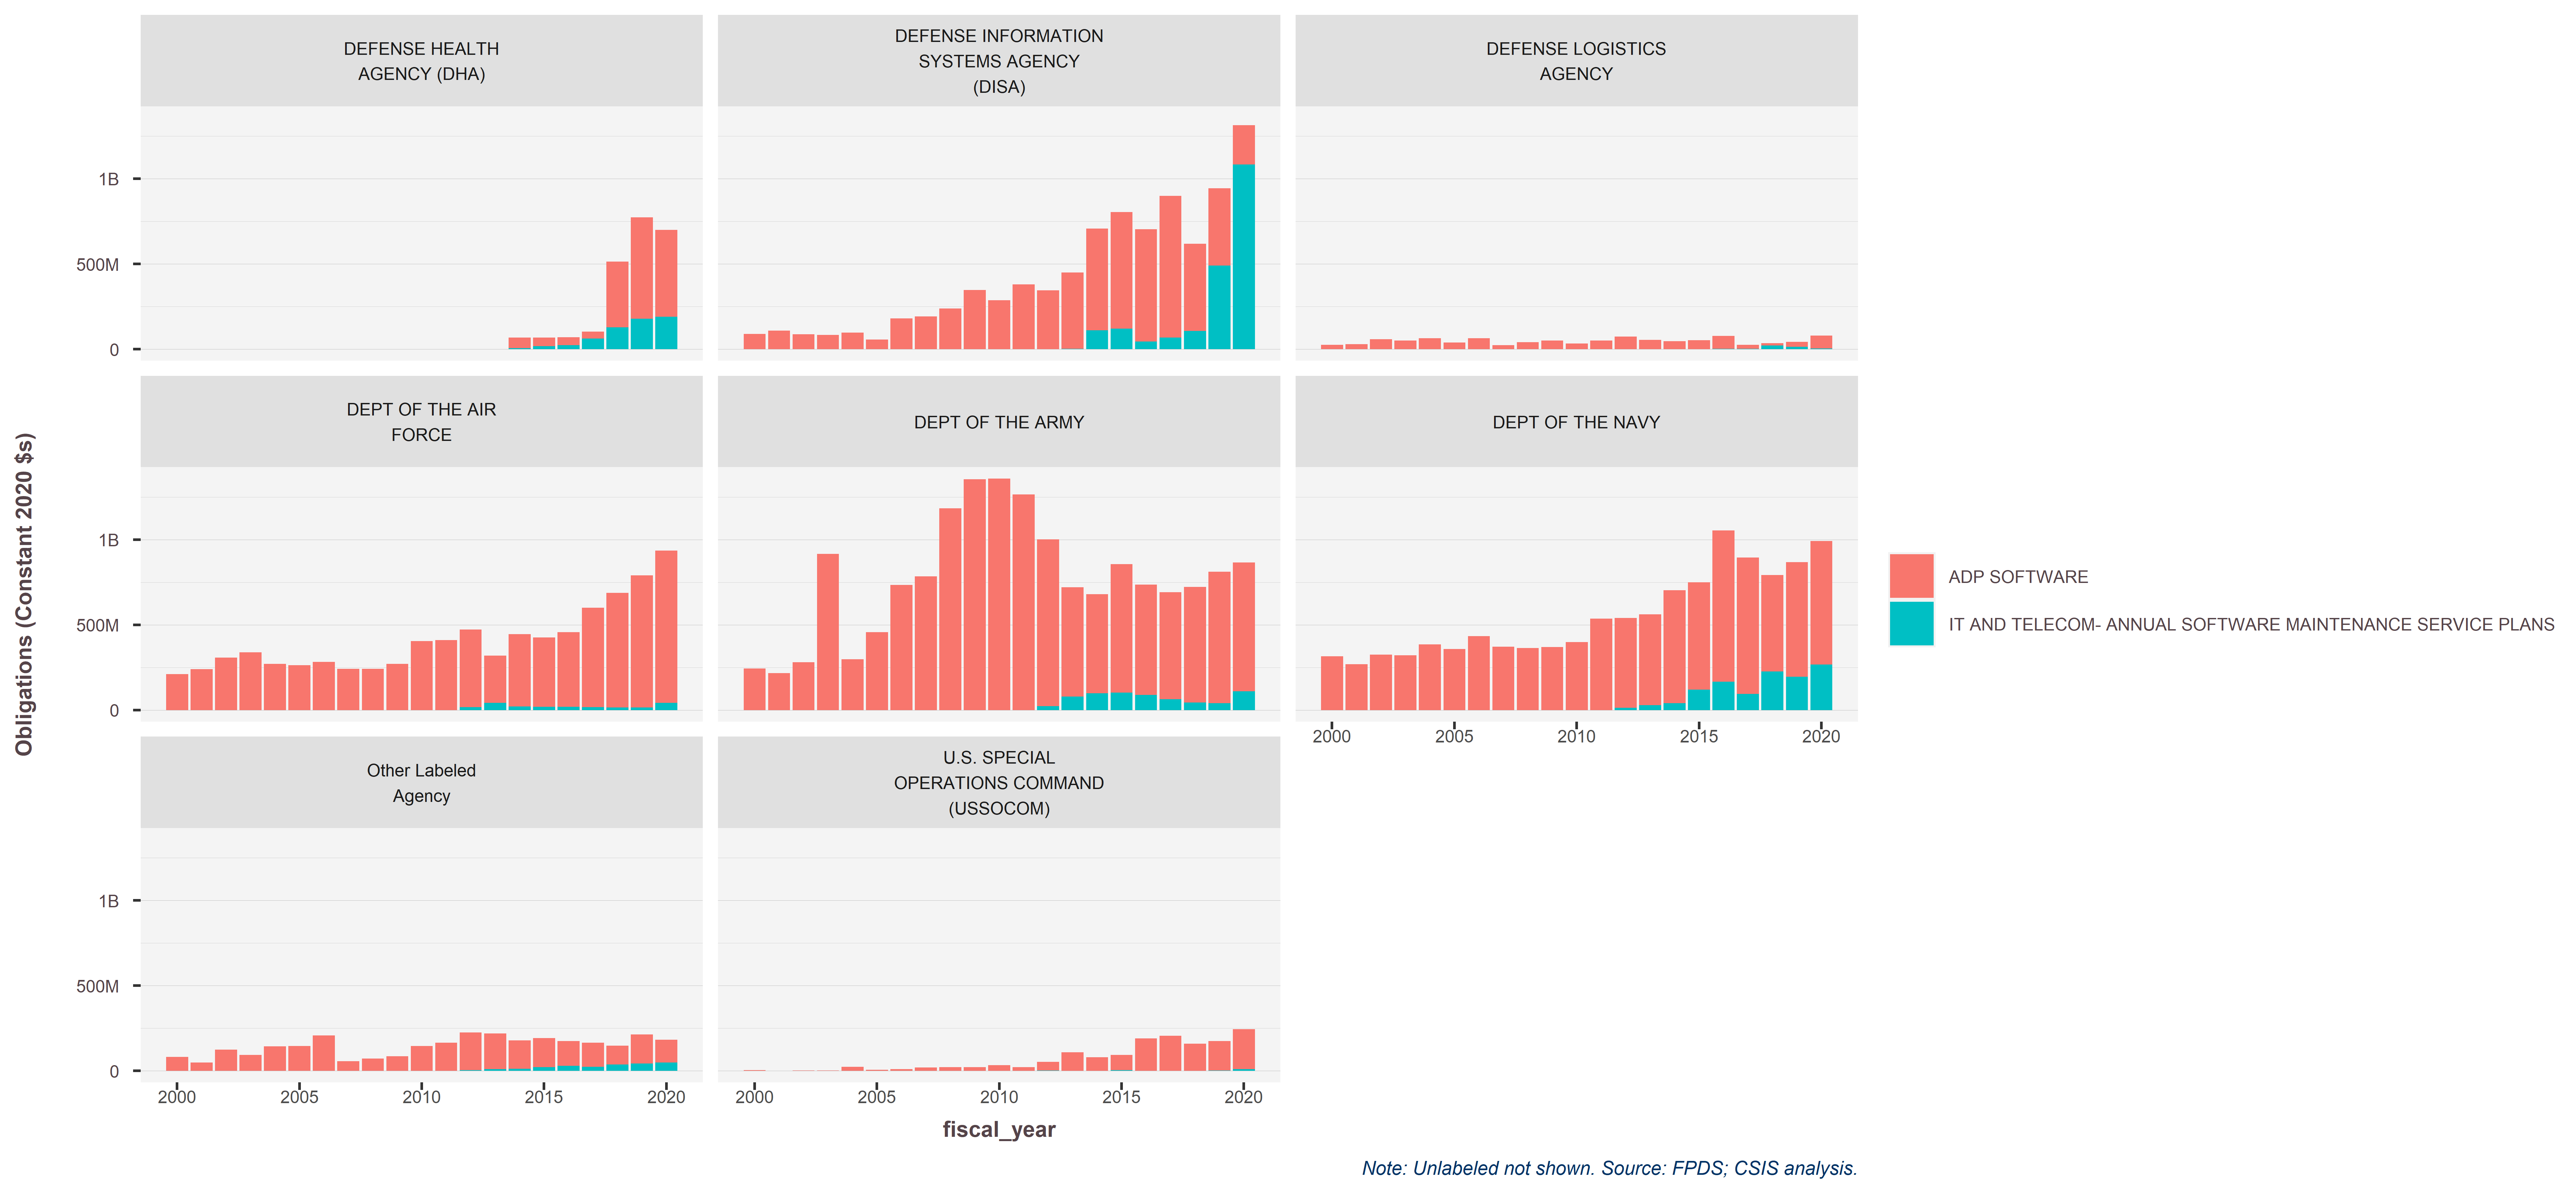 DEFENSE HEALTH
AGENCY (DHA)
DEFENSE INFORMATION
SYSTEMS AGENCY
(DISA)
DEFENSE LOGISTICS
AGENCY
1B
500M
0
DEPT OF THE AIR
FORCE
DEPT OF THE ARMY
DEPT OF THE NAVY
1B
500M
0
2000
2005
2010
2015
2020
Other Labeled
Agency
U.S. SPECIAL
OPERATIONS COMMAND
(USSOCOM)
1B
500M
0
2000
2005
2010
2015
2020
2000
2005
2010
2015
2020
Obligations (Constant 2020 $s)
fiscal_year
ADP SOFTWARE
IT AND TELECOM- ANNUAL SOFTWARE MAINTENANCE SERVICE PLANS
Note: Unlabeled not shown. Source: FPDS; CSIS analysis.